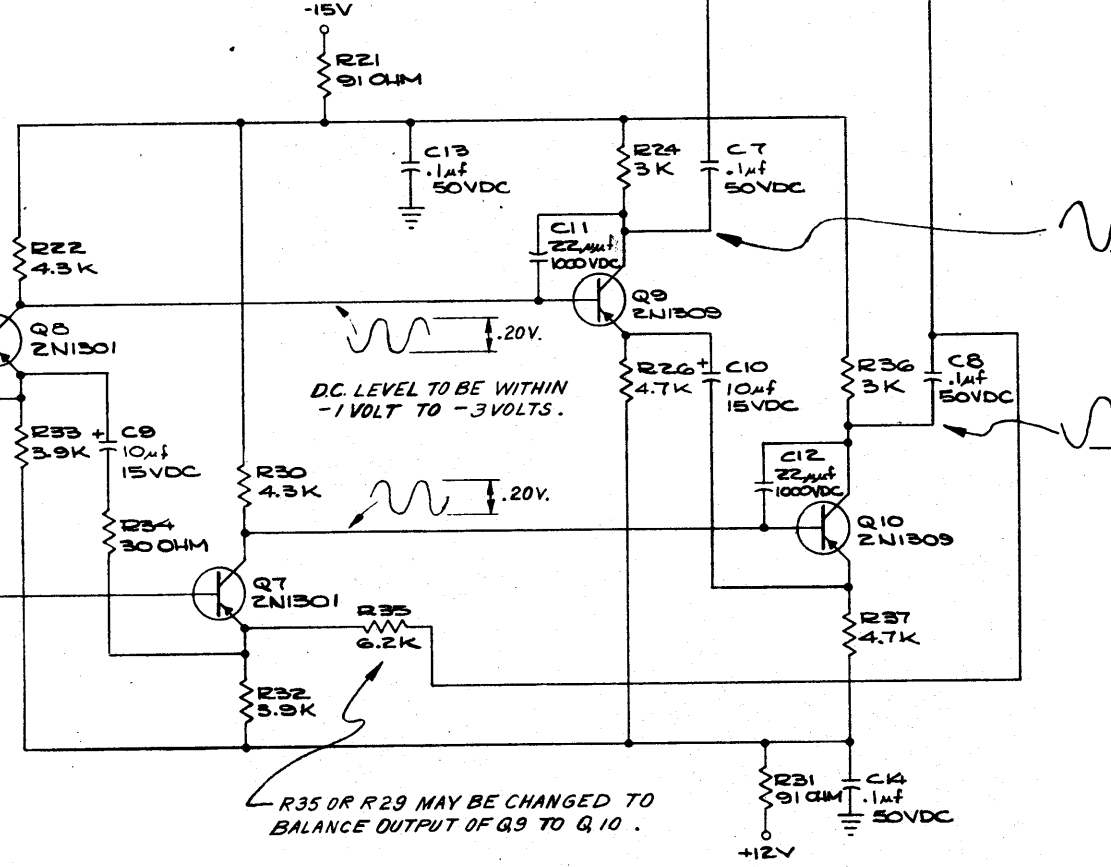 -15V
R21
91 OHM
C13
.1μf
50VDC
R24
3K
C7
.1μf
50VDC
R22
4.3K
C11
22μμf
1000VDC
Q9
2N1309
Q8
2N1301
.20V.
D.C. LEVEL TO BE WITHIN
-1 VOLT TO -3 VOLTS.
R26
4.7K
+
C10
10μf
15VDC
R36
3K
C8
.1μf
50VDC
R33
3.9K
+
C9
10μf
15VDC
R30
4.3K
.20V.
C12
22μμf
1000VDC
Q10
2N1309
R34
30 OHM
Q7
2N1301
R35
6.2K
R37
4.7K
R32
3.9K
R31
91 OHM
C14
.1μf
50VDC
R35 OR R29 MAY BE CHANGED TO
BALANCE OUTPUT OF Q9 TO Q10.
+12V